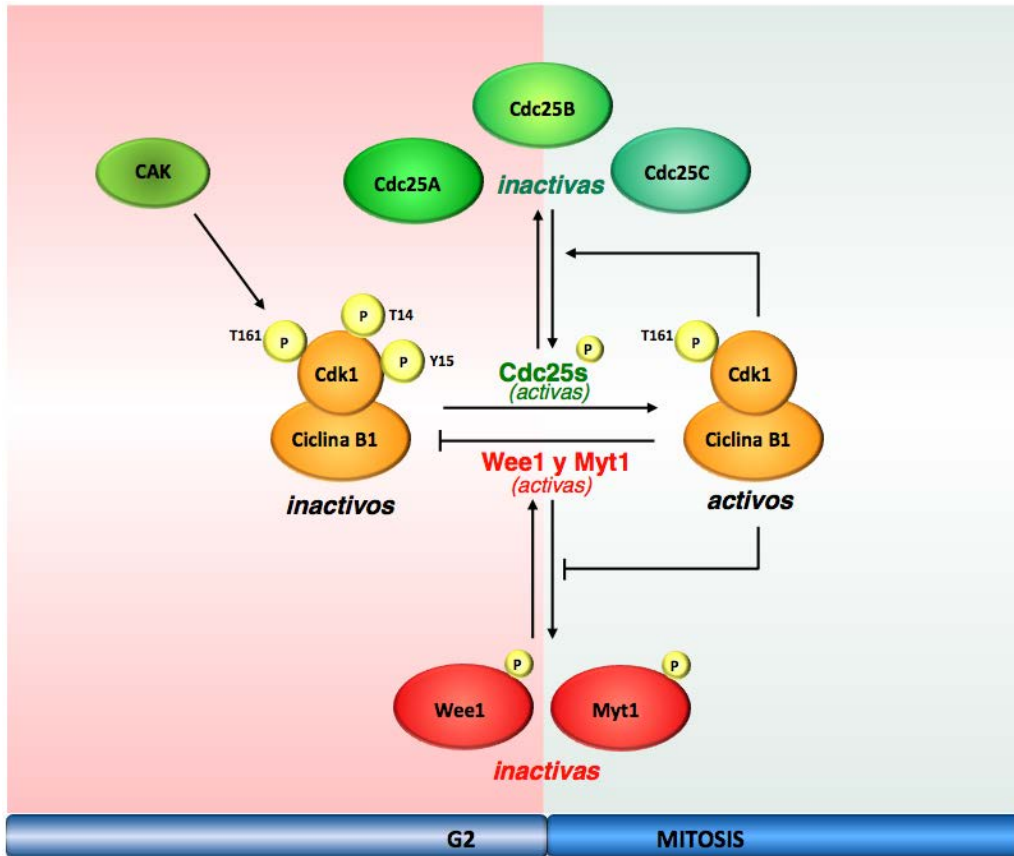 Cdc25B
CAK
Cdc25A
inactivas
Cdc25C
P
T14
T161
P
P
Y15
Cdk1
Ciclina B1
inactivos
P
Cdc25s
(activas)
Wee1 y Myt1
(activas)
T161
P
Cdk1
Ciclina B1
activos
P
Wee1
P
Myt1
inactivas
G2
MITOSIS